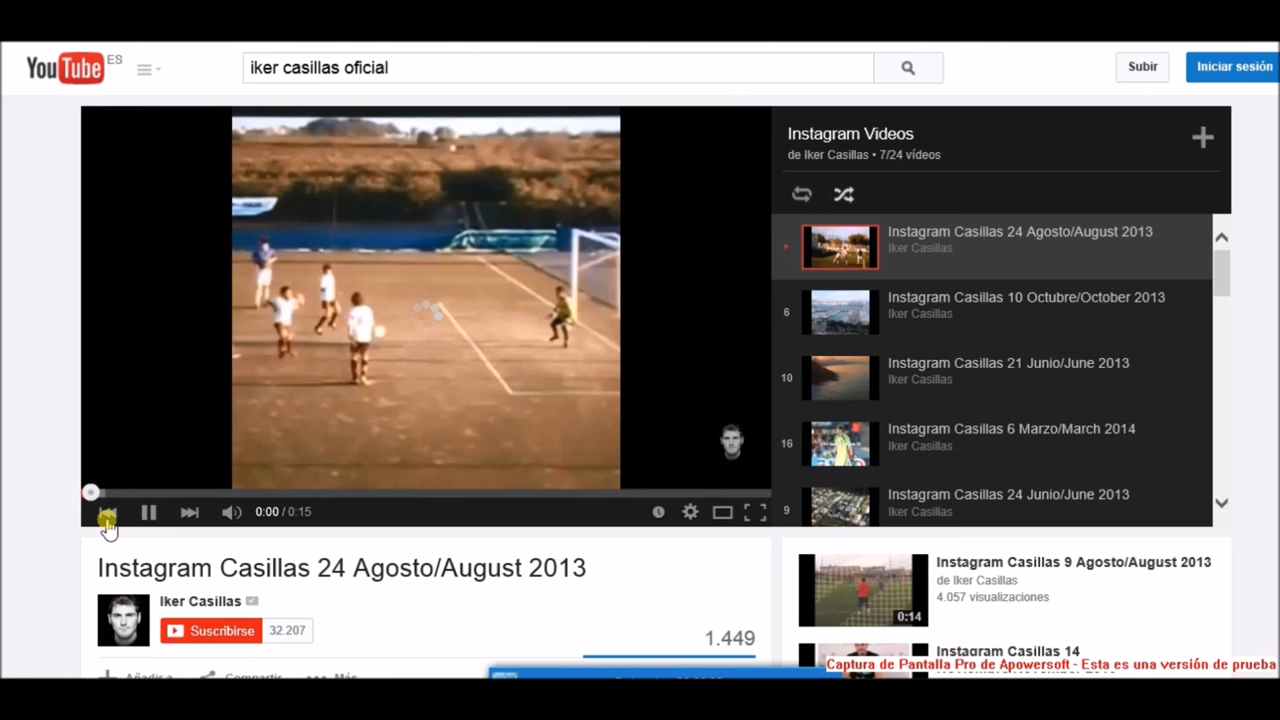 YouTube ES
iker casillas oficial
Subir
Iniciar sesión
Instagram Videos
de Iker Casillas • 7/24 vídeos
Instagram Casillas 24 Agosto/August 2013
Iker Casillas
6
Instagram Casillas 10 Octubre/October 2013
Iker Casillas
10
Instagram Casillas 21 Junio/June 2013
Iker Casillas
16
Instagram Casillas 6 Marzo/March 2014
Iker Casillas
9
Instagram Casillas 24 Junio/June 2013
Iker Casillas
0:00 / 0:15
Instagram Casillas 24 Agosto/August 2013
Iker Casillas
Suscribirse 32.207
1.449
Añadir a Compartir Más
Instagram Casillas 9 Agosto/August 2013
de Iker Casillas
4.057 visualizaciones
0:14
Instagram Casillas 14
Captura de Pantalla Pro de Apowersoft - Esta es una versión de prueba